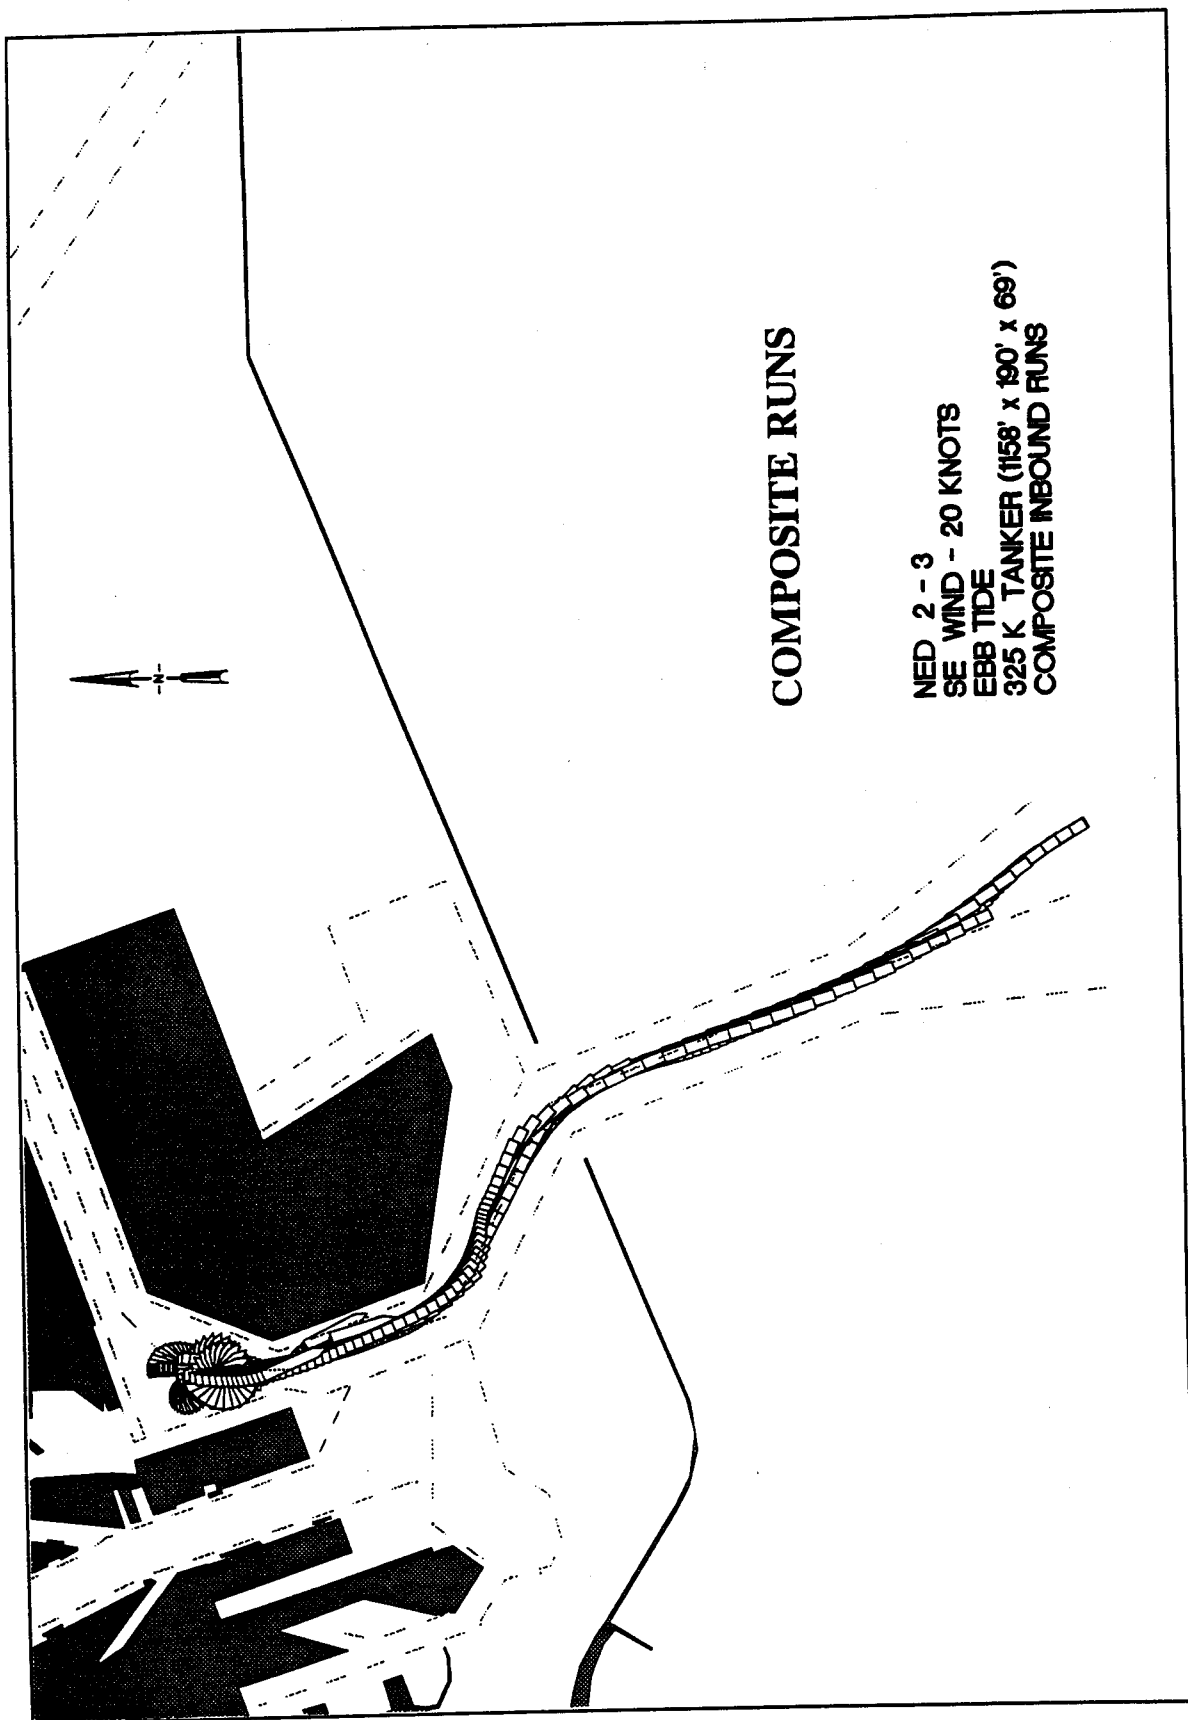 COMPOSITE RUNS
NED 2 - 3
SE WIND - 20 KNOTS
EBB TIDE
325 K TANKER (1158' x 190' x 69')
COMPOSITE INBOUND RUNS
N